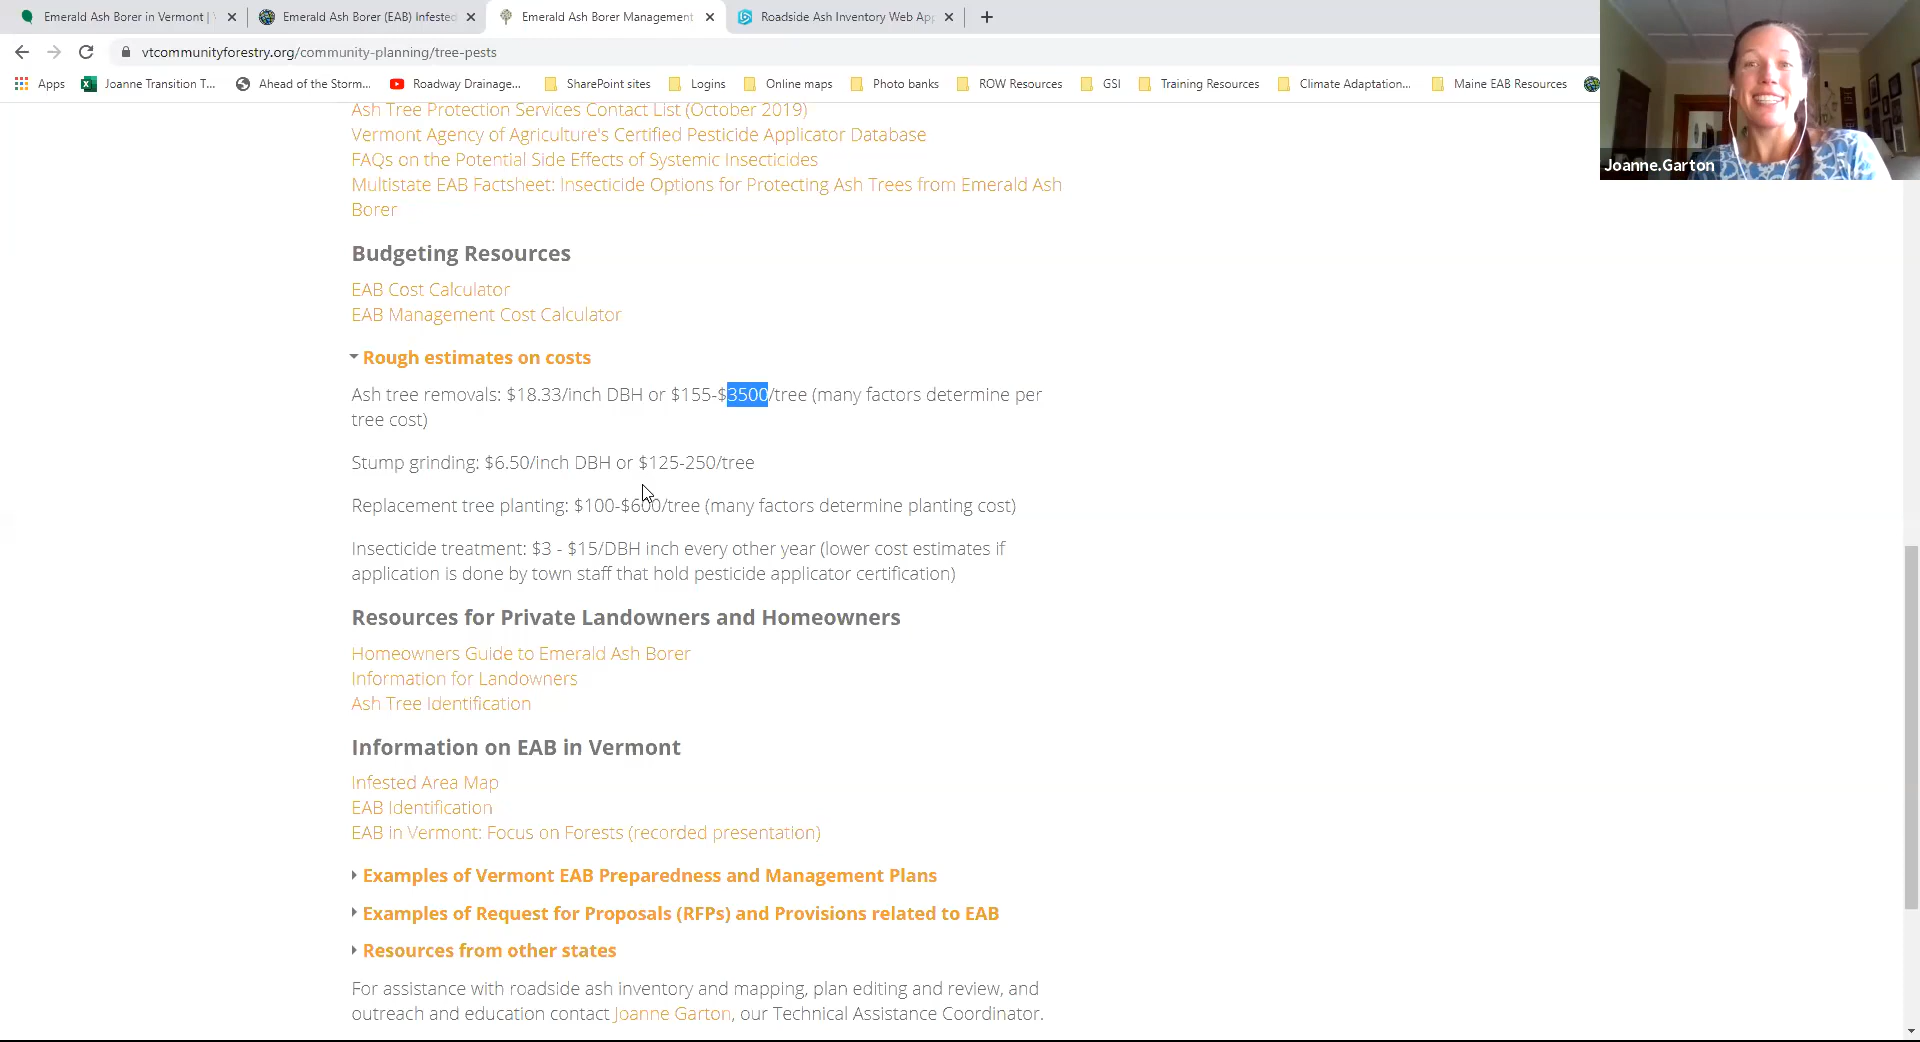 Emerald Ash Borer in Vermont |
Emerald Ash Borer (EAB) Infested
Emerald Ash Borer Management
Roadside Ash Inventory Web App
vtcommunityforestry.org/community-planning/tree-pests
Apps
Joanne Transition T...
Ahead of the Storm...
Roadway Drainage...
SharePoint sites
Logins
Online maps
Photo banks
ROW Resources
GSI
Training Resources
Climate Adaptation...
Maine EAB Resources
Joanne.Garton
Ash Tree Protection Services Contact List (October 2019)
Vermont Agency of Agriculture's Certified Pesticide Applicator Database
FAQs on the Potential Side Effects of Systemic Insecticides
Multistate EAB Factsheet: Insecticide Options for Protecting Ash Trees from Emerald Ash
Borer
Budgeting Resources
EAB Cost Calculator
EAB Management Cost Calculator
Rough estimates on costs
Ash tree removals: $18.33/inch DBH or $155-$3500/tree (many factors determine per
tree cost)
Stump grinding: $6.50/inch DBH or $125-250/tree
Replacement tree planting: $100-$600/tree (many factors determine planting cost)
Insecticide treatment: $3 - $15/DBH inch every other year (lower cost estimates if
application is done by town staff that hold pesticide applicator certification)
Resources for Private Landowners and Homeowners
Homeowners Guide to Emerald Ash Borer
Information for Landowners
Ash Tree Identification
Information on EAB in Vermont
Infested Area Map
EAB Identification
EAB in Vermont: Focus on Forests (recorded presentation)
Examples of Vermont EAB Preparedness and Management Plans
Examples of Request for Proposals (RFPs) and Provisions related to EAB
Resources from other states
For assistance with roadside ash inventory and mapping, plan editing and review, and
outreach and education contact Joanne Garton, our Technical Assistance Coordinator.